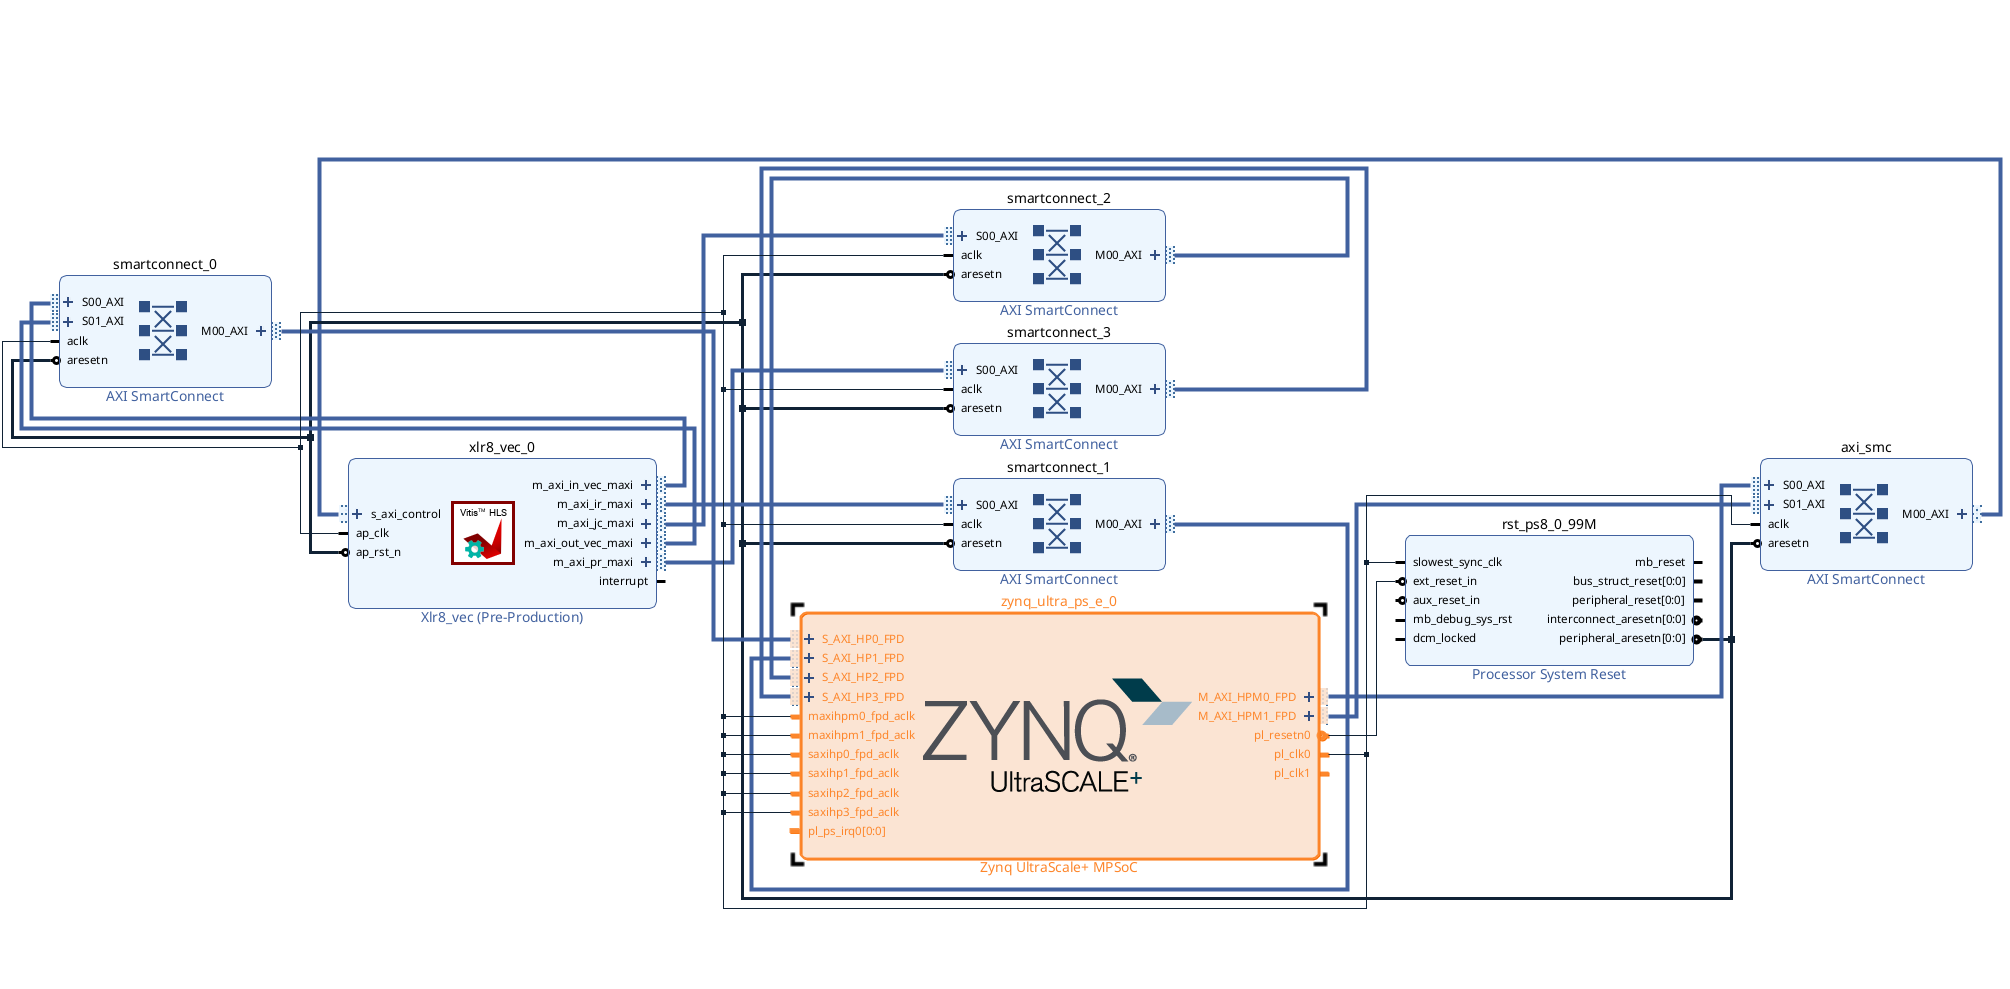 smartconnect_0
S00_AXI
S01_AXI
aclk
aresetn
M00_AXI
AXI SmartConnect
xlr8_vec_0
s_axi_control
ap_clk
ap_rst_n
Vitis™ HLS
m_axi_in_vec_maxi
m_axi_ir_maxi
m_axi_jc_maxi
m_axi_out_vec_maxi
m_axi_pr_maxi
interrupt
Xlr8_vec (Pre-Production)
smartconnect_2
S00_AXI
aclk
aresetn
M00_AXI
AXI SmartConnect
smartconnect_3
S00_AXI
aclk
aresetn
M00_AXI
AXI SmartConnect
smartconnect_1
S00_AXI
aclk
aresetn
M00_AXI
AXI SmartConnect
zynq_ultra_ps_e_0
S_AXI_HP0_FPD
S_AXI_HP1_FPD
S_AXI_HP2_FPD
S_AXI_HP3_FPD
maxihpm0_fpd_aclk
maxihpm1_fpd_aclk
saxihp0_fpd_aclk
saxihp1_fpd_aclk
saxihp2_fpd_aclk
saxihp3_fpd_aclk
pl_ps_irq0[0:0]
ZYNQ®
UltraSCALE+
M_AXI_HPM0_FPD
M_AXI_HPM1_FPD
pl_resetn0
pl_clk0
pl_clk1
Zynq UltraScale+ MPSoC
rst_ps8_0_99M
slowest_sync_clk
ext_reset_in
aux_reset_in
mb_debug_sys_rst
dcm_locked
mb_reset
bus_struct_reset[0:0]
peripheral_reset[0:0]
interconnect_aresetn[0:0]
peripheral_aresetn[0:0]
Processor System Reset
axi_smc
S00_AXI
S01_AXI
aclk
aresetn
M00_AXI
AXI SmartConnect